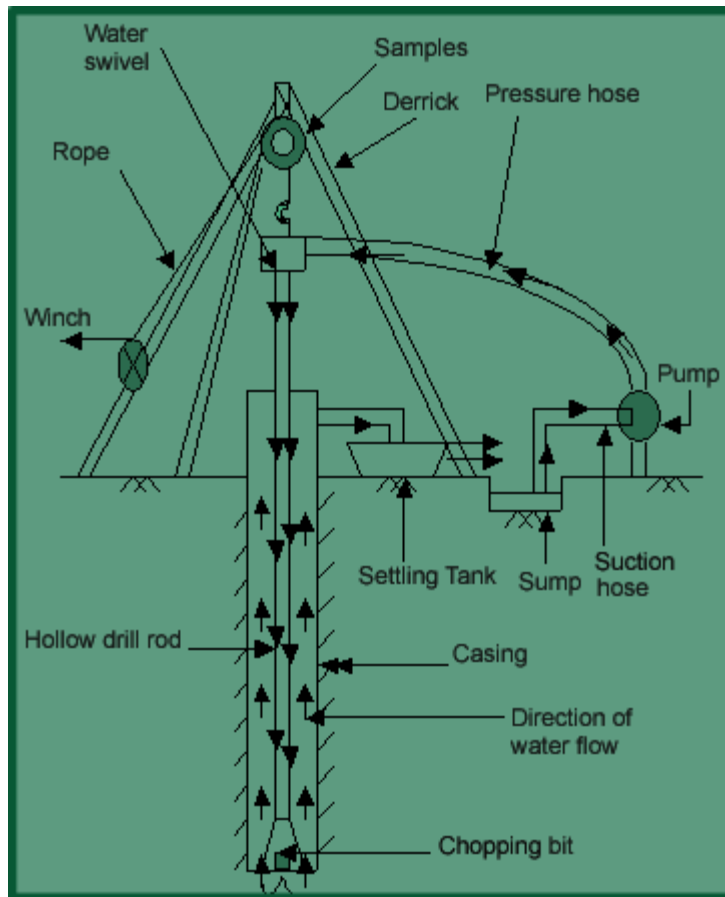 Water
swivel
Samples
Derrick
Pressure hose
Rope
Winch
Pump
Settling Tank
Sump
Suction
hose
Hollow drill rod
Casing
Direction of
water flow
Chopping bit